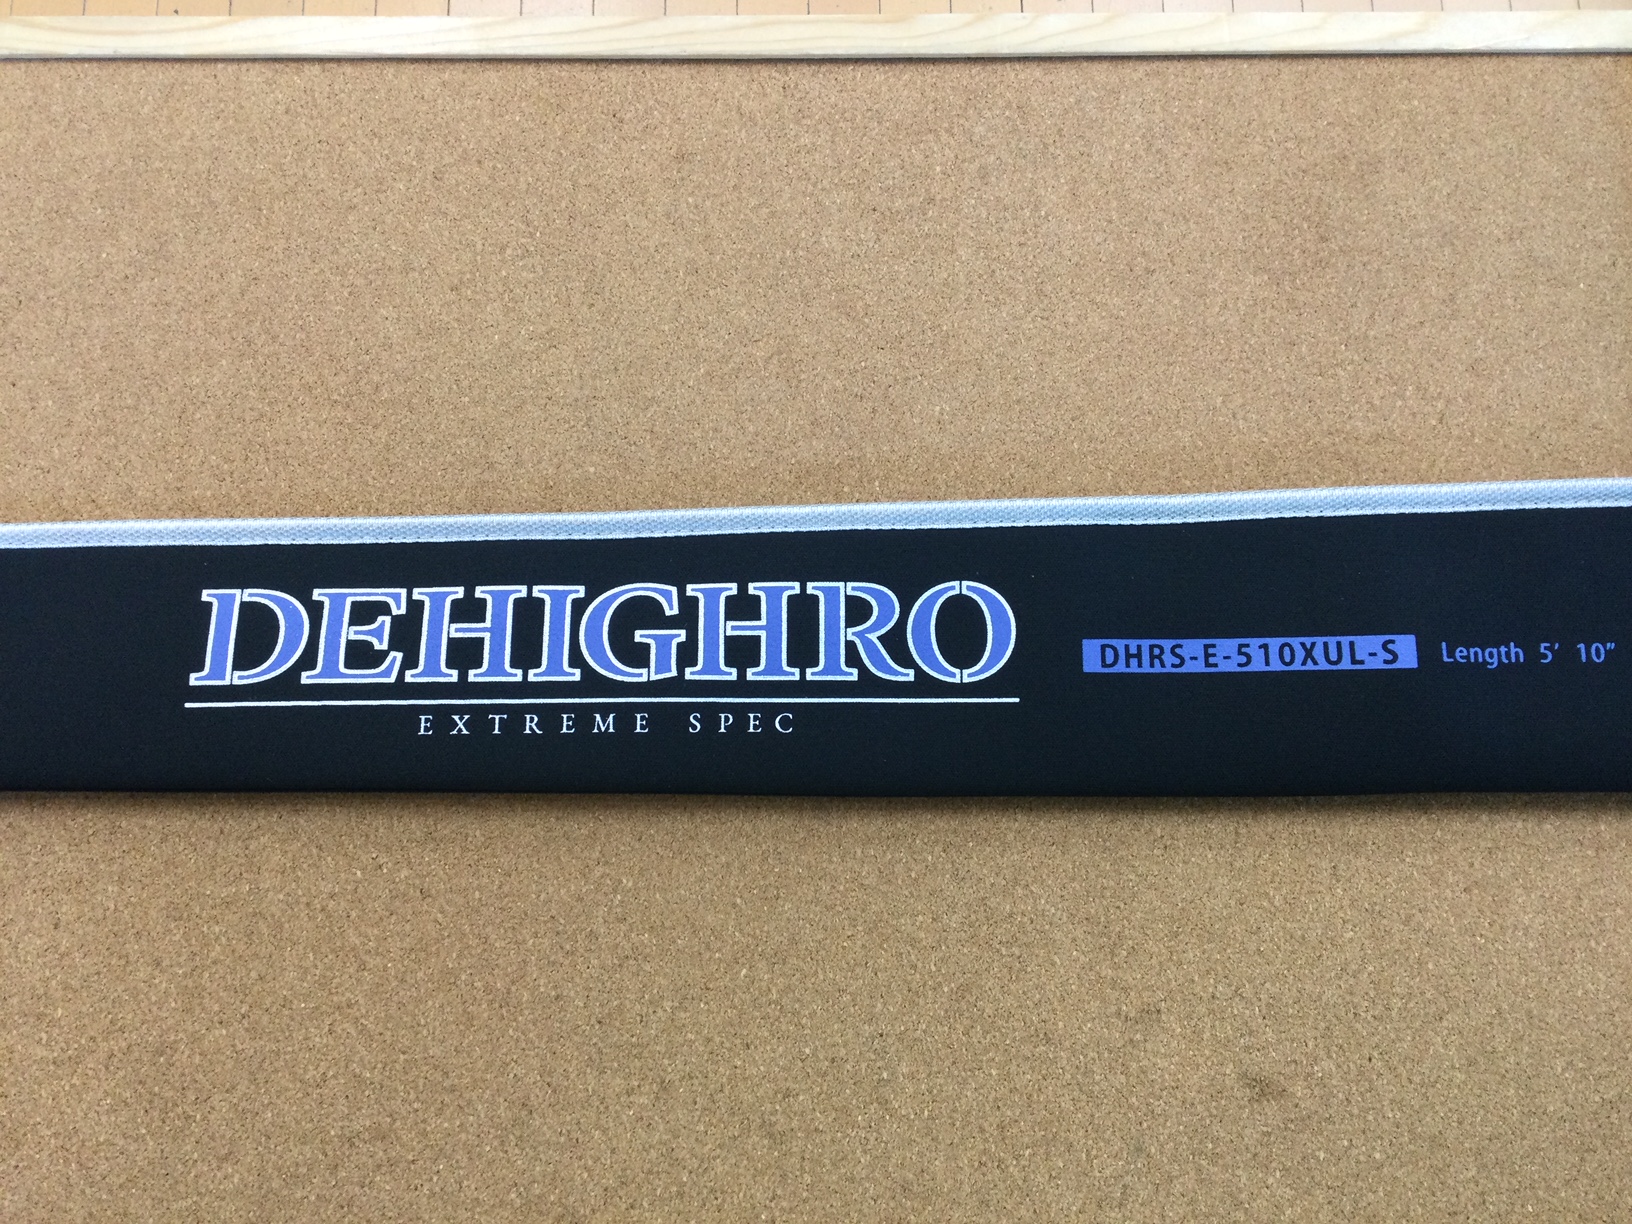 DEHIGHRO
EXTREME SPEC
DHRS-E-510XUL-S Length 5’ 10”